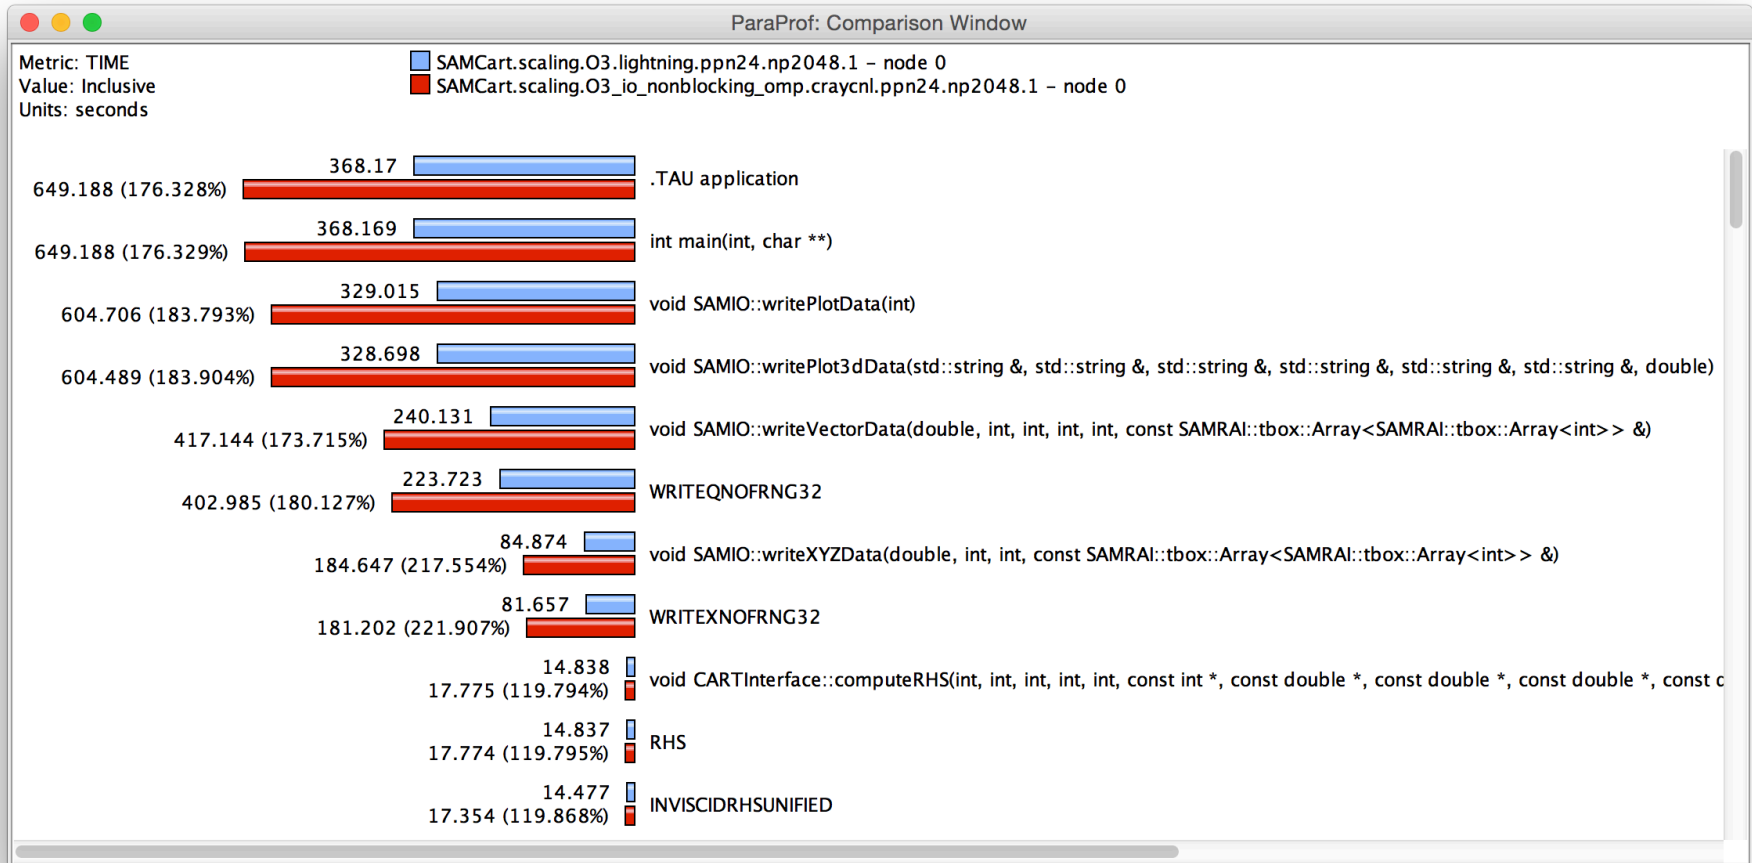 ParaProf: Comparison Window
Metric: TIME
Value: Inclusive
Units: seconds
SAMCart.scaling.O3.lightning.ppn24.np2048.1 – node 0
SAMCart.scaling.O3_io_nonblocking_omp.craycnl.ppn24.np2048.1 – node 0
368.17
649.188 (176.328%)
.TAU application
368.169
649.188 (176.329%)
int main(int, char **)
329.015
604.706 (183.793%)
void SAMIO::writePlotData(int)
328.698
604.489 (183.904%)
void SAMIO::writePlot3dData(std::string &, std::string &, std::string &, std::string &, std::string &, std::string &, double)
240.131
417.144 (173.715%)
void SAMIO::writeVectorData(double, int, int, int, int, const SAMRAI::tbox::Array<SAMRAI::tbox::Array<int>> &)
223.723
402.985 (180.127%)
WRITEQNOFRNG32
84.874
184.647 (217.554%)
void SAMIO::writeXYZData(double, int, int, const SAMRAI::tbox::Array<SAMRAI::tbox::Array<int>> &)
81.657
181.202 (221.907%)
WRITEXNOFRNG32
14.838
17.775 (119.794%)
void CARTInterface::computeRHS(int, int, int, int, int, const int *, const double *, const double *, const double *, const
14.837
17.774 (119.795%)
RHS
14.477
17.354 (119.868%)
INVISCIDRHSUNIFIED